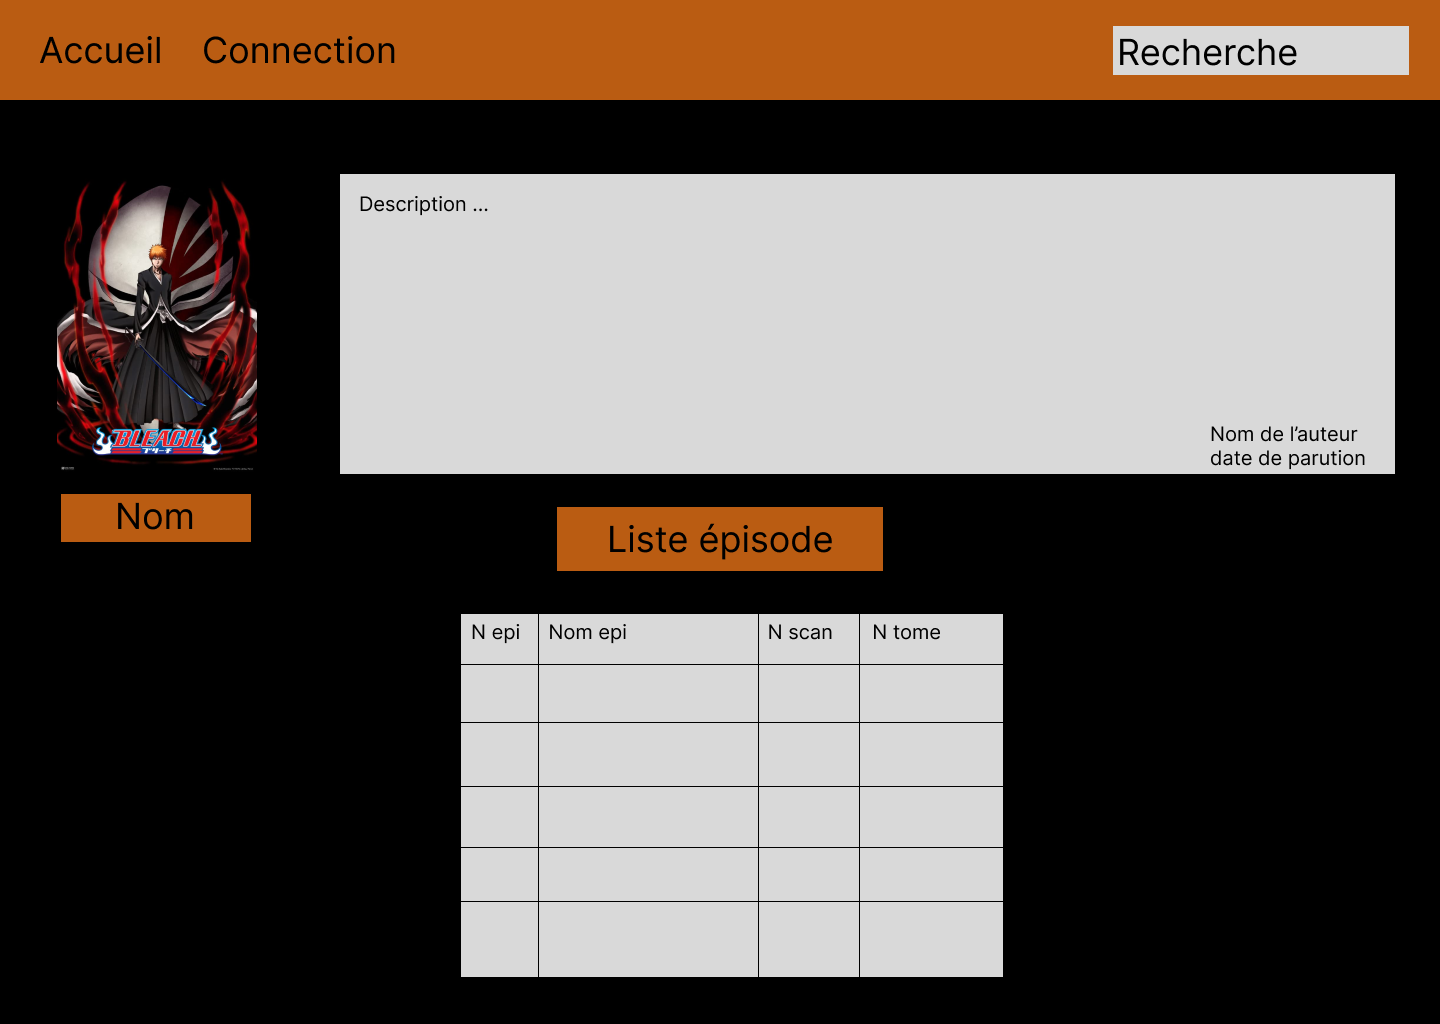 Accueil Connection Recherche
Description ...
BLEACH
ブリーチ
Nom de l’auteur
date de parution
Nom
Liste épisode
N epi Nom epi N scan N tome